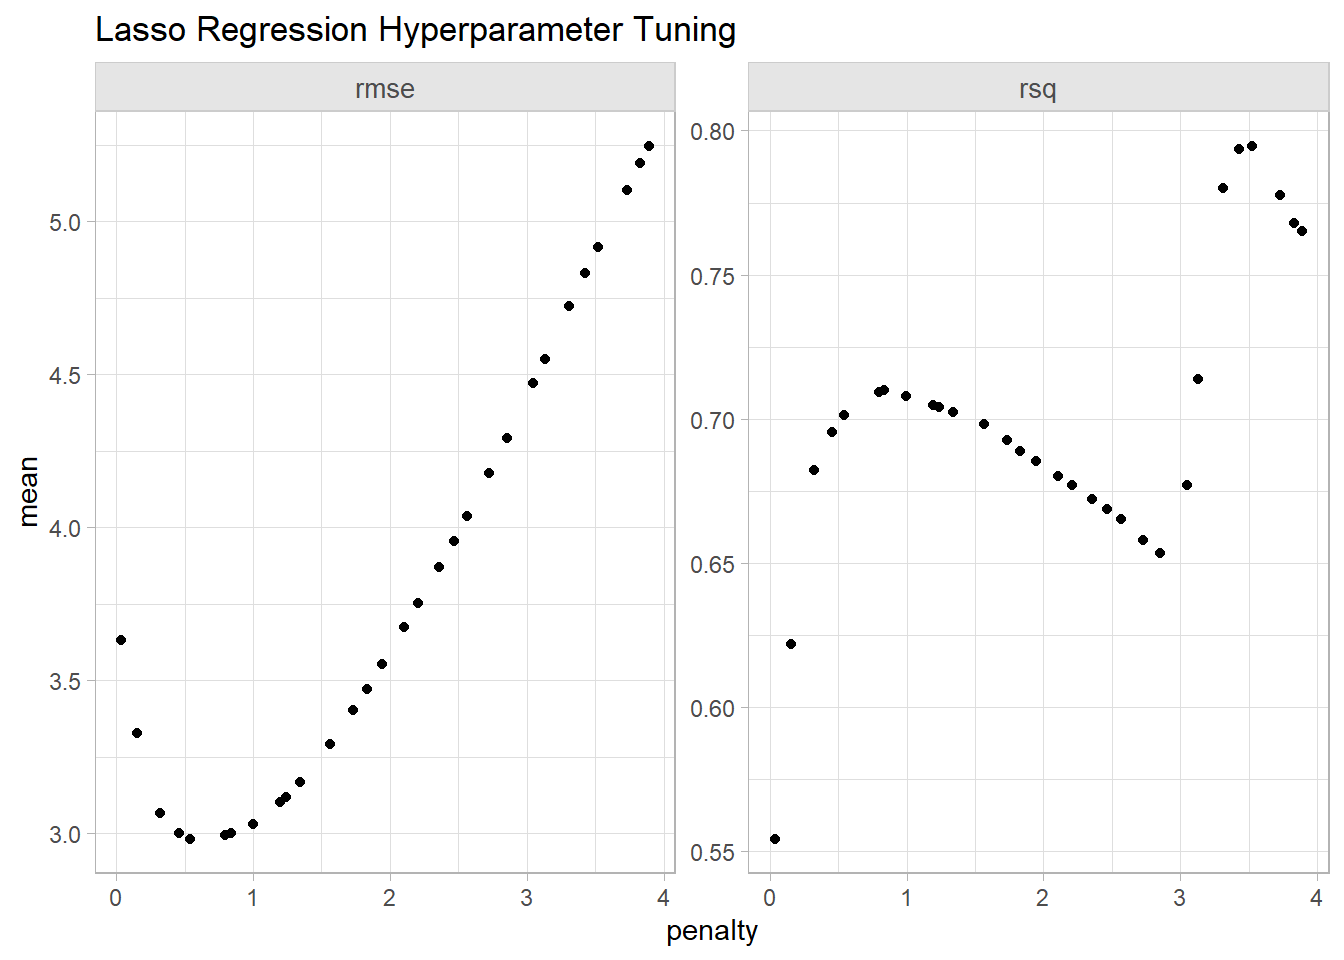 Lasso Regression Hyperparameter Tuning
rmse
rsq
mean
5.0
4.5
4.0
3.5
3.0
0.80
0.75
0.70
0.65
0.60
0.55
0 1 2 3 4
0 1 2 3 4
penalty